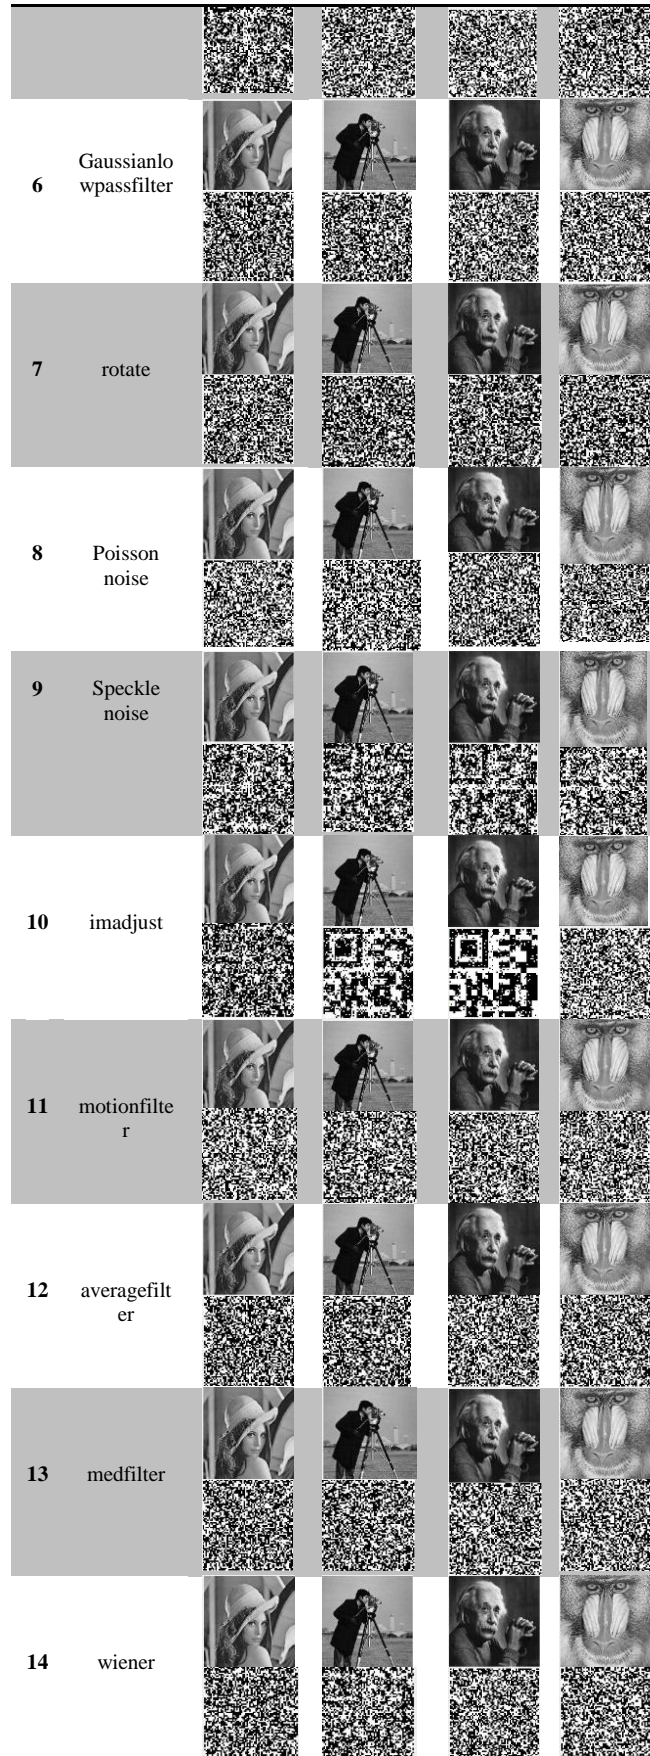 6
Gaussianlo
wpassfilter
7
rotate
8
Poisson
noise
9
Speckle
noise
10
imadjust
11
motionfilte
r
12
averagefilt
er
13
medfilter
14
wiener